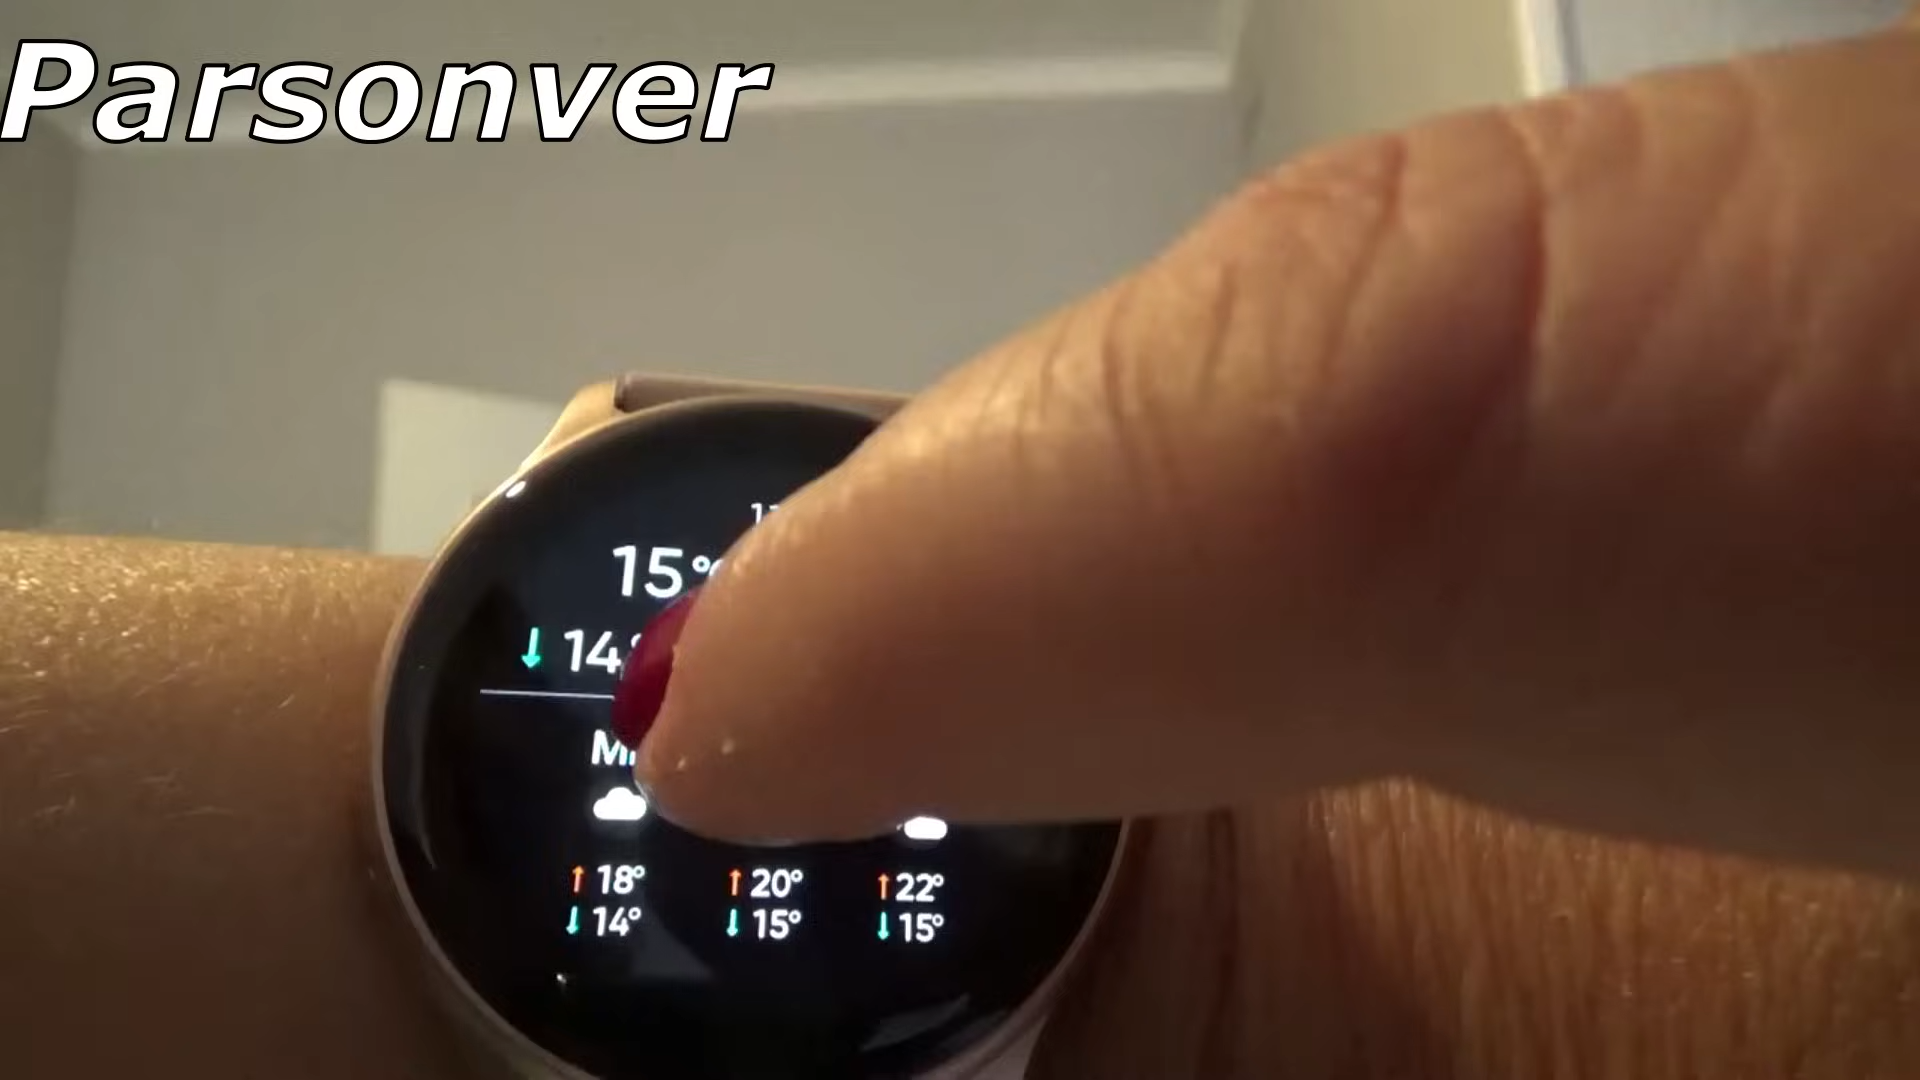 Parsonver
15°
↓ 14°
↑ 18° ↑ 20° ↑ 22°
↓ 14° ↓ 15° ↓ 15°